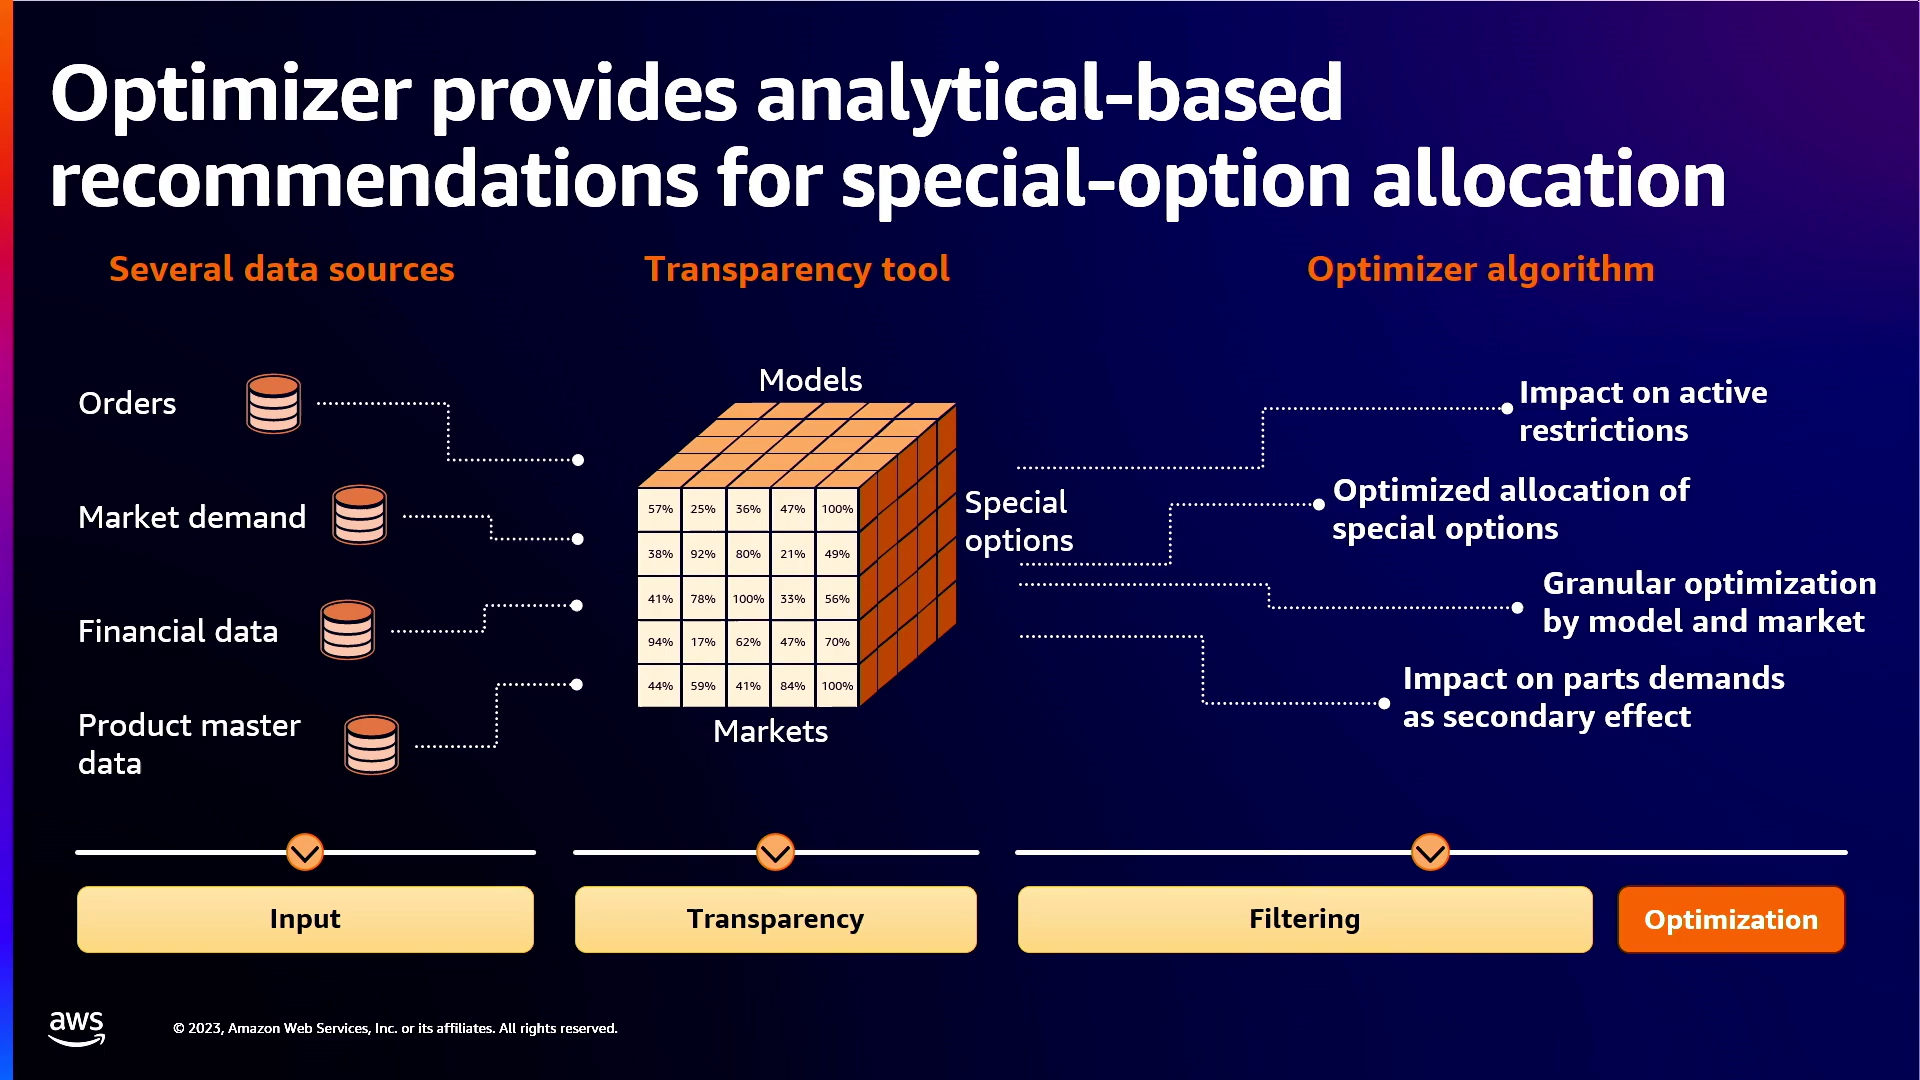 Optimizer provides analytical-based
recommendations for special-option allocation
Several data sources
Transparency tool
Optimizer algorithm
Orders
Market demand
Financial data
Product master
data
Models
57% 25% 36% 47% 100%
38% 92% 80% 21% 49%
41% 78% 100% 33% 56%
94% 17% 62% 47% 70%
44% 59% 41% 84% 100%
Special
options
Markets
Impact on active
restrictions
Optimized allocation of
special options
Granular optimization
by model and market
Impact on parts demands
as secondary effect
Input
Transparency
Filtering
Optimization
aws
© 2023, Amazon Web Services, Inc. or its affiliates. All rights reserved.